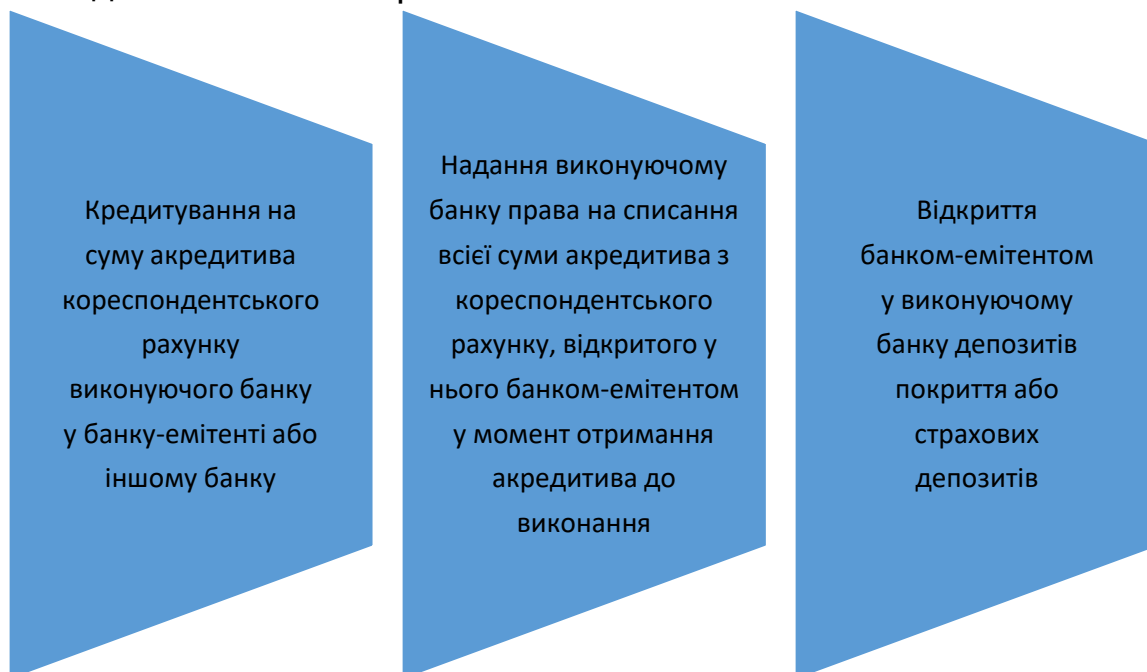 Кредитування на
суму акредитива
кореспондентського
рахунку
виконуючого банку
у банку-емітенті або
іншому банку
Надання виконуючому
банку права на списання
всієї суми акредитива з
кореспондентського
рахунку, відкритого у
нього банком-емітентом
у момент отримання
акредитива до
виконання
Відкриття
банком-емітентом
у виконуючому
банку депозитів
покриття або
страхових
депозитів